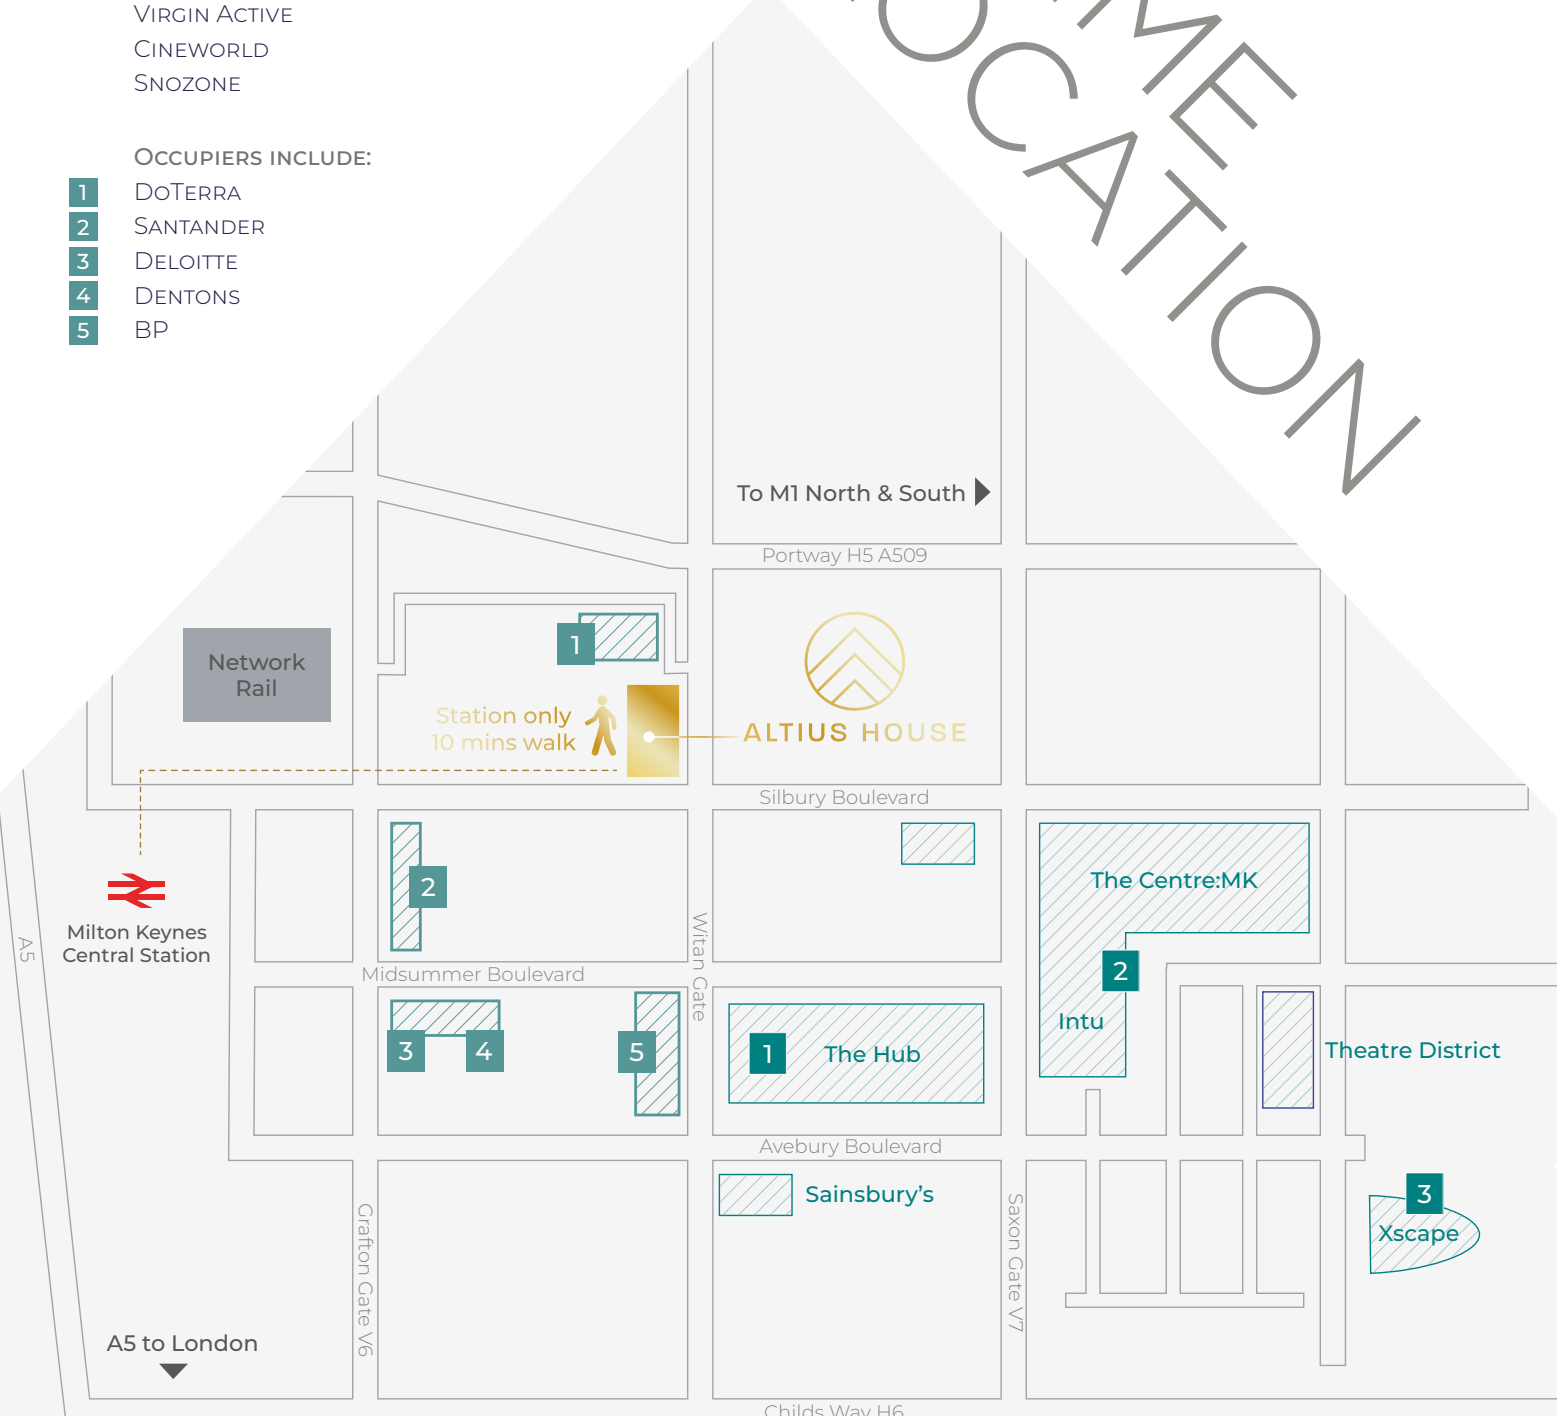 Virgin Active
Cineworld
Snozone
Occupiers include:
1 doTerra
2 Santander
3 Deloitte
4 Dentons
5 BP
LOCATION
To M1 North & South
Portway H5 A509
1
Network
Rail
Station only
10 mins walk
ALTIUS HOUSE
Silbury Boulevard
2
The Centre:MK
Milton Keynes
Central Station
A5
Witan Gate
Midsummer Boulevard
2
Intu
3
4
5
1
The Hub
Theatre District
Avebury Boulevard
Sainsbury's
3
Xscape
Grafton Gate V6
Saxon Gate V7
A5 to London
Childs Way H6